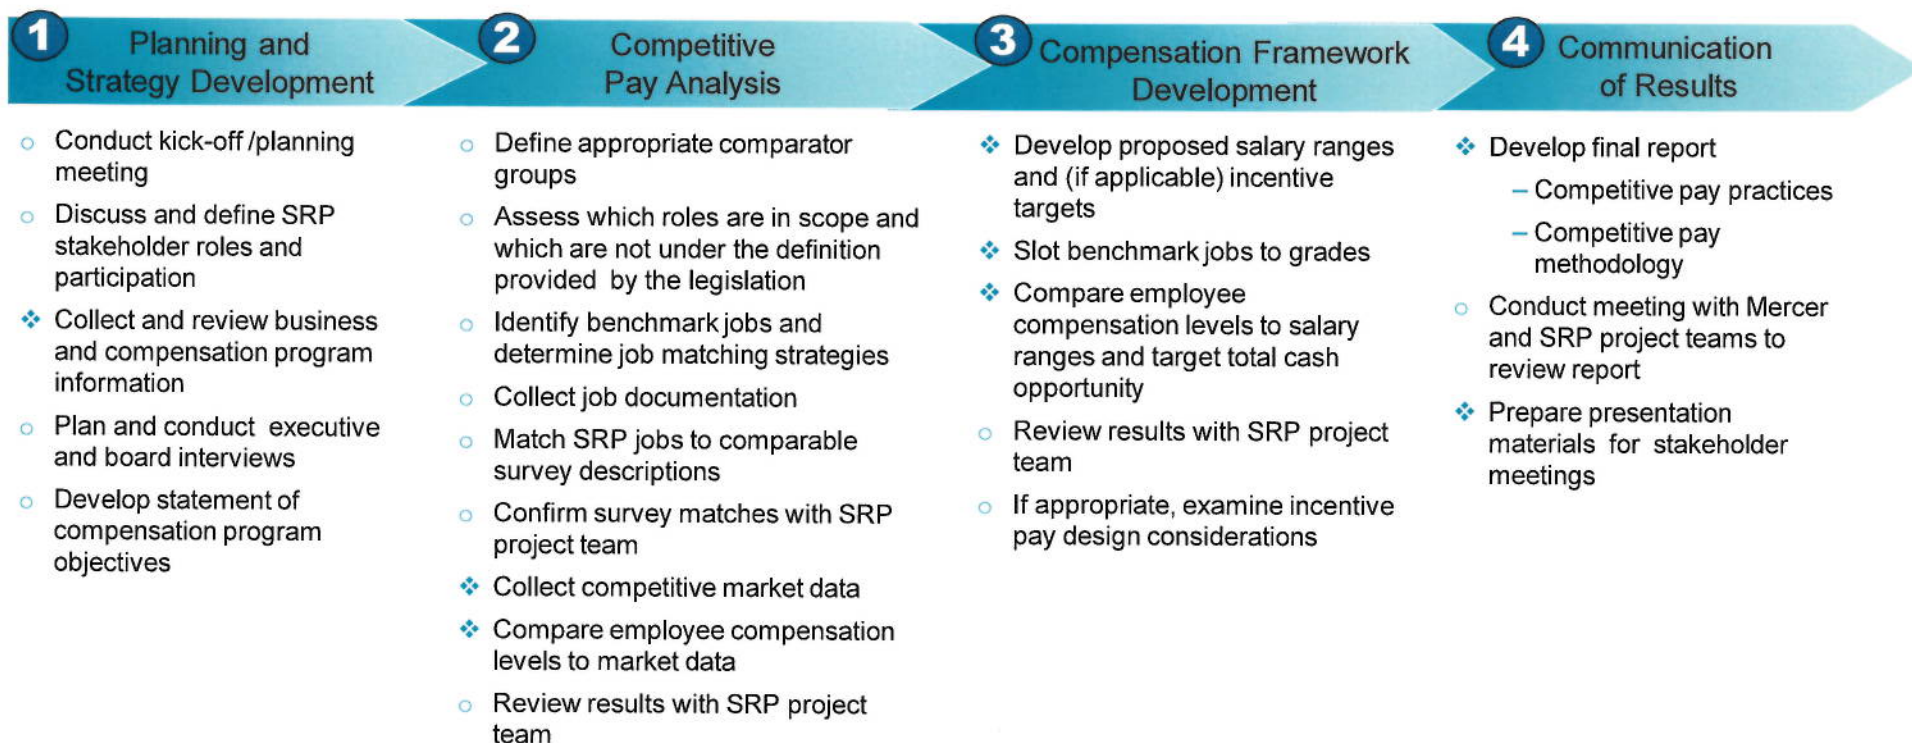 1
Planning and
Strategy Development
Conduct kick-off/planning
meeting
Discuss and define SRP
stakeholder roles and
participation
Collect and review business
and compensation program
information
Plan and conduct executive
and board interviews
Develop statement of
compensation program
objectives
2
Competitive
Pay Analysis
Define appropriate comparator
groups
Assess which roles are in scope and
which are not under the definition
provided by the legislation
Identify benchmark jobs and
determine job matching strategies
Collect job documentation
Match SRP jobs to comparable
survey descriptions
Confirm survey matches with SRP
project team
Collect competitive market data
Compare employee compensation
levels to market data
Review results with SRP project
team
3
Compensation Framework
Development
Develop proposed salary ranges
and (if applicable) incentive
targets
Slot benchmark jobs to grades
Compare employee
compensation levels to salary
ranges and target total cash
opportunity
Review results with SRP project
team
If appropriate, examine incentive
pay design considerations
4
Communication
of Results
Develop final report
– Competitive pay practices
– Competitive pay
methodology
Conduct meeting with Mercer
and SRP project teams to
review report
Prepare presentation
materials for stakeholder
meetings